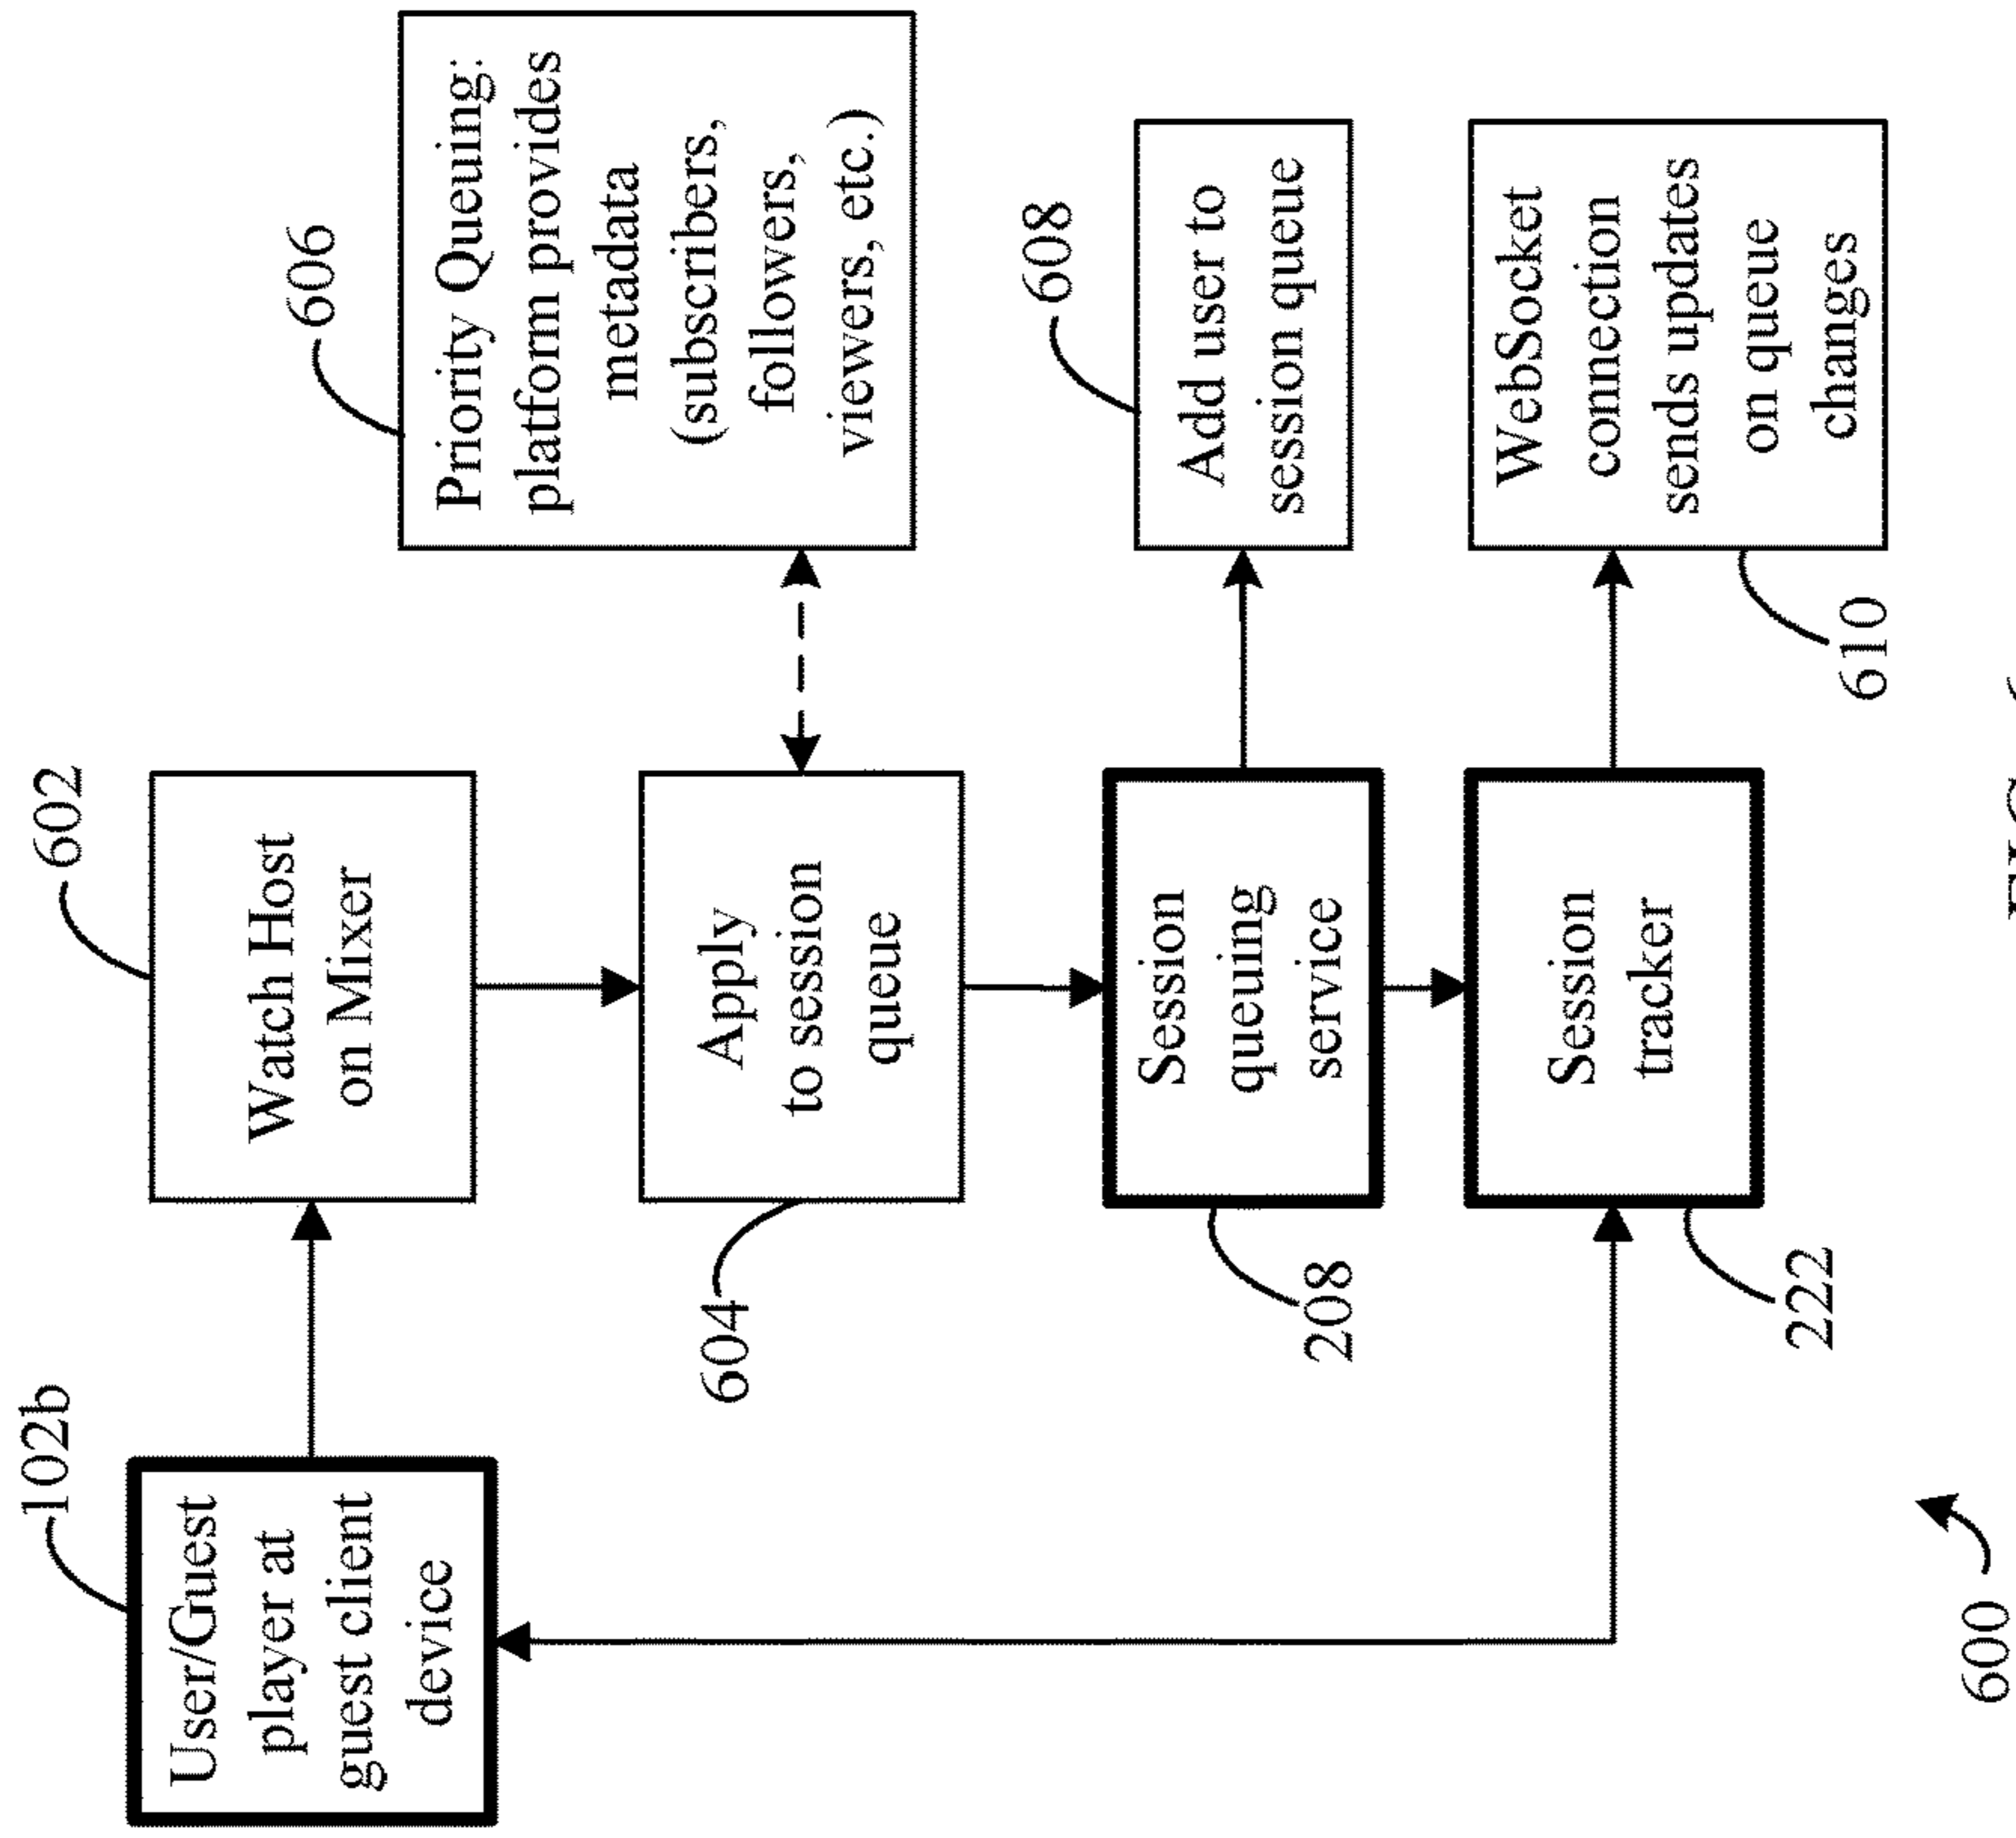 102b
User/Guest
player at
guest client
device
602
Watch Host
on Mixer
604
Apply
to session
queue
606
Priority Queuing:
platform provides
metadata
(subscribers,
followers,
viewers, etc.)
208
Session
queuing
service
608
Add user to
session queue
222
Session
tracker
610
WebSocket
connection
sends updates
on queue
changes
600